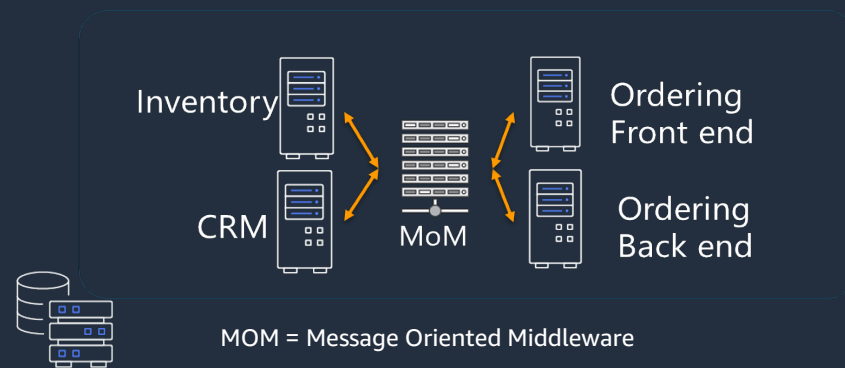 Inventory
CRM
MoM
Ordering
Front end
Ordering
Back end
MOM = Message Oriented Middleware